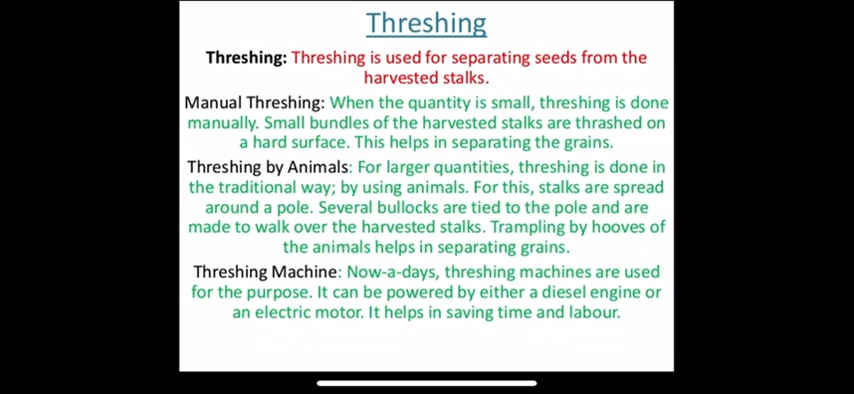 Threshing
Threshing: Threshing is used for separating seeds from the
harvested stalks.
Manual Threshing: When the quantity is small, threshing is done
manually. Small bundles of the harvested stalks are thrashed on
a hard surface. This helps in separating the grains.
Threshing by Animals: For larger quantities, threshing is done in
the traditional way; by using animals. For this, stalks are spread
around a pole. Several bullocks are tied to the pole and are
made to walk over the harvested stalks. Trampling by hooves of
the animals helps in separating grains.
Threshing Machine: Now-a-days, threshing machines are used
for the purpose. It can be powered by either a diesel engine or
an electric motor. It helps in saving time and labour.